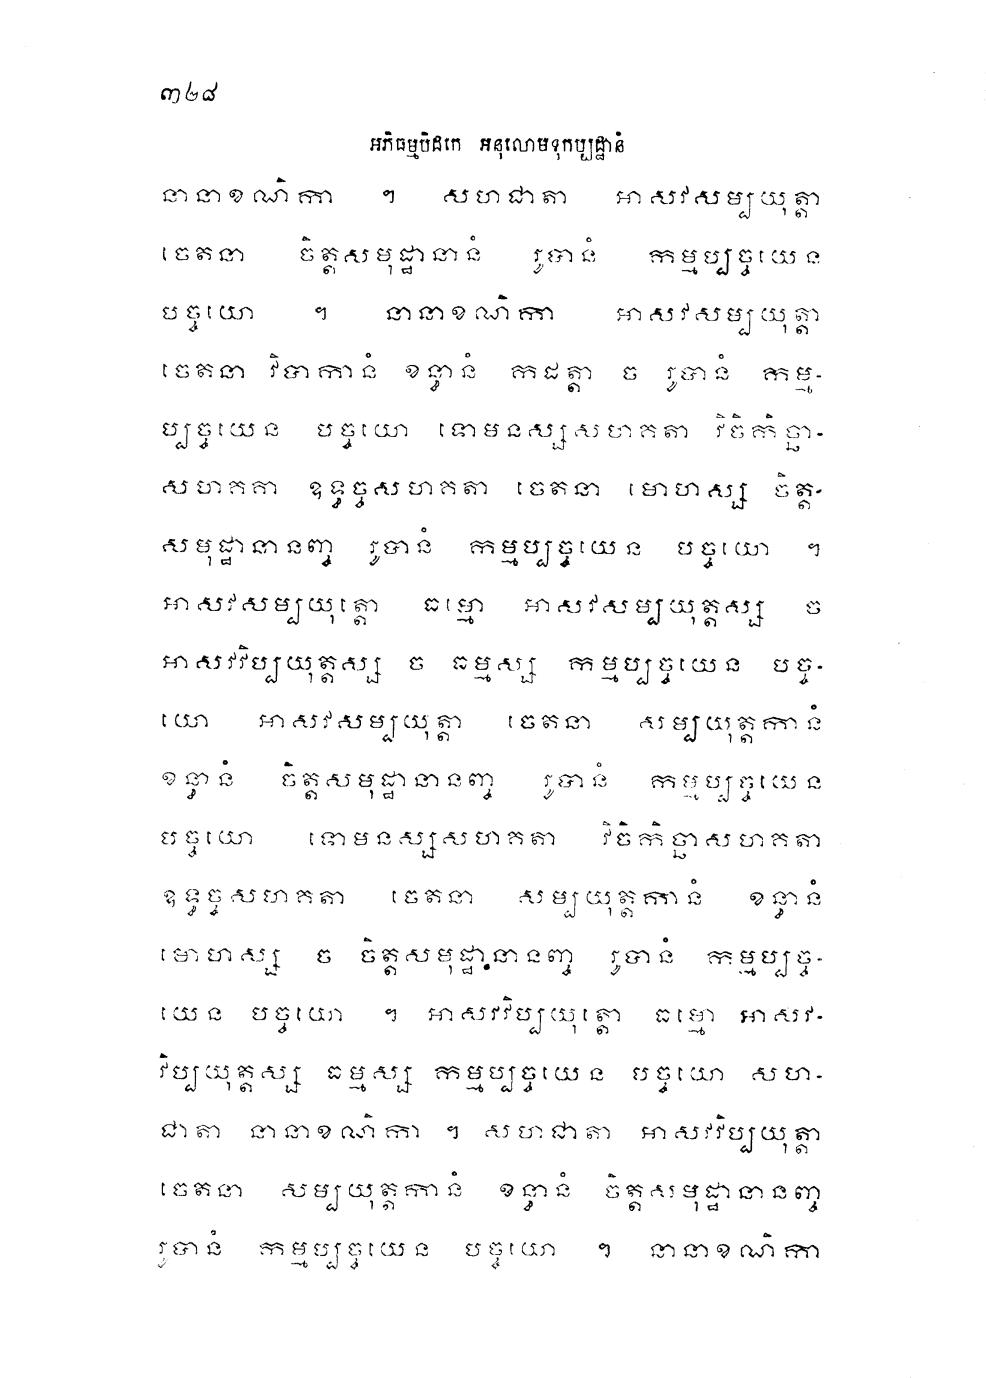 ៣២៨
អភិធម្មបិដកេ អនុលោមទុកប្បដ្ឋានំ
នានាខណិកា ។ សហជាតា អាសវសម្បយុត្តា
ចេតនា ចិត្តសមុដ្ឋានានំ រូបានំ កម្មប្បច្ចយេន
បច្ចយោ ។ នានាខណិកា អាសវសម្បយុត្តា
ចេតនា វិបាកានំ ខន្ធានំ កដត្តា ច រូបានំ កម្ម-
ប្បច្ចយេន បច្ចយោ ទោមនស្សសហគតា វិចិកិច្ឆា-
សហគតា ឧទ្ធច្ចសហគតា ចេតនា មោហស្ស ចិត្ត-
សមុដ្ឋានានញ្ច រូបានំ កម្មប្បច្ចយេន បច្ចយោ ។
អាសវសម្បយុត្តោ ធម្មោ អាសវសម្បយុត្តស្ស ច
អាសវវិប្បយុត្តស្ស ច ធម្មស្ស កម្មប្បច្ចយេន បច្ច-
យោ អាសវសម្បយុត្តា ចេតនា សម្បយុត្តកានំ
ខន្ធានំ ចិត្តសមុដ្ឋានានញ្ច រូបានំ កម្មប្បច្ចយេន
បច្ចយោ ទោមនស្សសហគតា វិចិកិច្ឆាសហគតា
ឧទ្ធច្ចសហគតា ចេតនា សម្បយុត្តកានំ ខន្ធានំ
មោហស្ស ច ចិត្តសមុដ្ឋានានញ្ច រូបានំ កម្មប្បច្ច-
យេន បច្ចយោ ។ អាសវវិប្បយុត្តោ ធម្មោ អាសវ-
វិប្បយុត្តស្ស ធម្មស្ស កម្មប្បច្ចយេន បច្ចយោ សហ-
ជាតា នានាខណិកា ។ សហជាតា អាសវវិប្បយុត្តា
ចេតនា សម្បយុត្តកានំ ខន្ធានំ ចិត្តសមុដ្ឋានានញ្ច
រូបានំ កម្មប្បច្ចយេន បច្ចយោ ។ នានាខណិកា